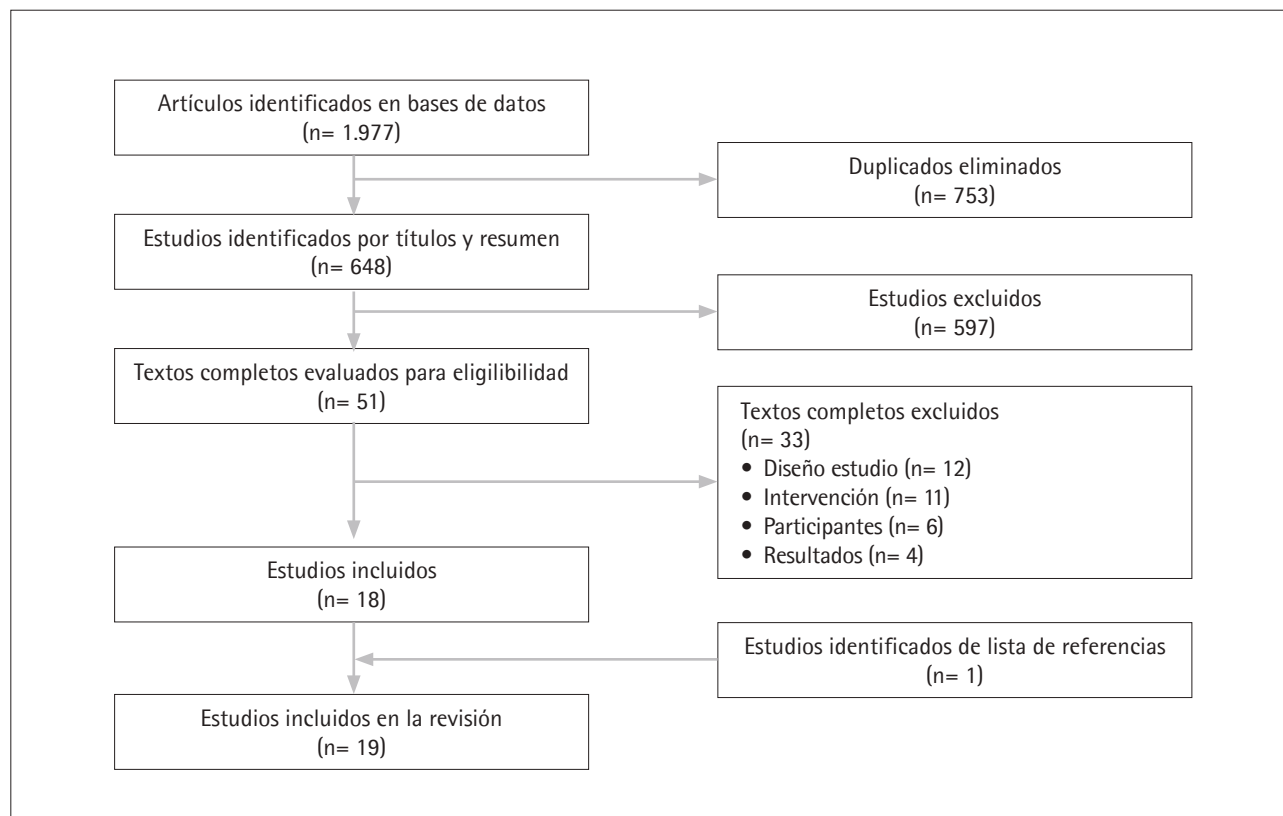 Artículos identificados en bases de datos
(n= 1.977)
Duplicados eliminados
(n= 753)
Estudios identificados por títulos y resumen
(n= 648)
Estudios excluidos
(n= 597)
Textos completos evaluados para eligilibilidad
(n= 51)
Textos completos excluidos
(n= 33)
• Diseño estudio (n= 12)
• Intervención (n= 11)
• Participantes (n= 6)
• Resultados (n= 4)
Estudios incluidos
(n= 18)
Estudios identificados de lista de referencias
(n= 1)
Estudios incluidos en la revisión
(n= 19)